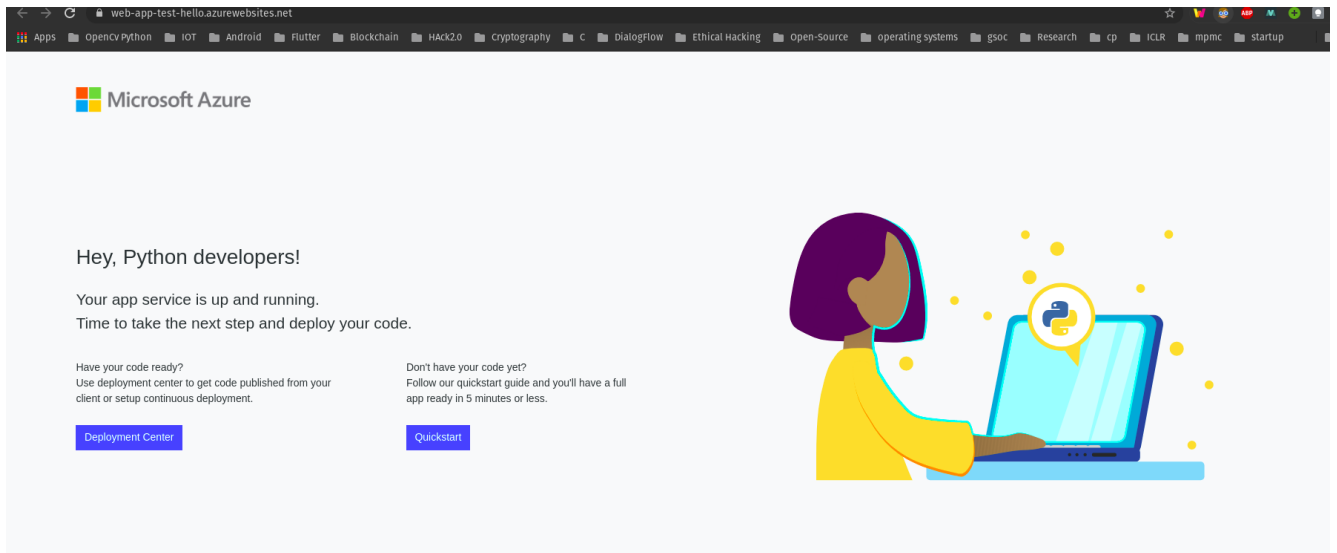 web-app-test-hello.azurewebsites.net
ABP
Apps OpenCv Python IOT Android Flutter Blockchain HAck2.0 Cryptography C DialogFlow Ethical Hacking Open-Source operating systems gsoc Research cp ICLR mpmc startup
Microsoft Azure
Hey, Python developers!
Your app service is up and running.
Time to take the next step and deploy your code.
Have your code ready?
Use deployment center to get code published from your
client or setup continuous deployment.
Deployment Center
Don't have your code yet?
Follow our quickstart guide and you'll have a full
app ready in 5 minutes or less.
Quickstart